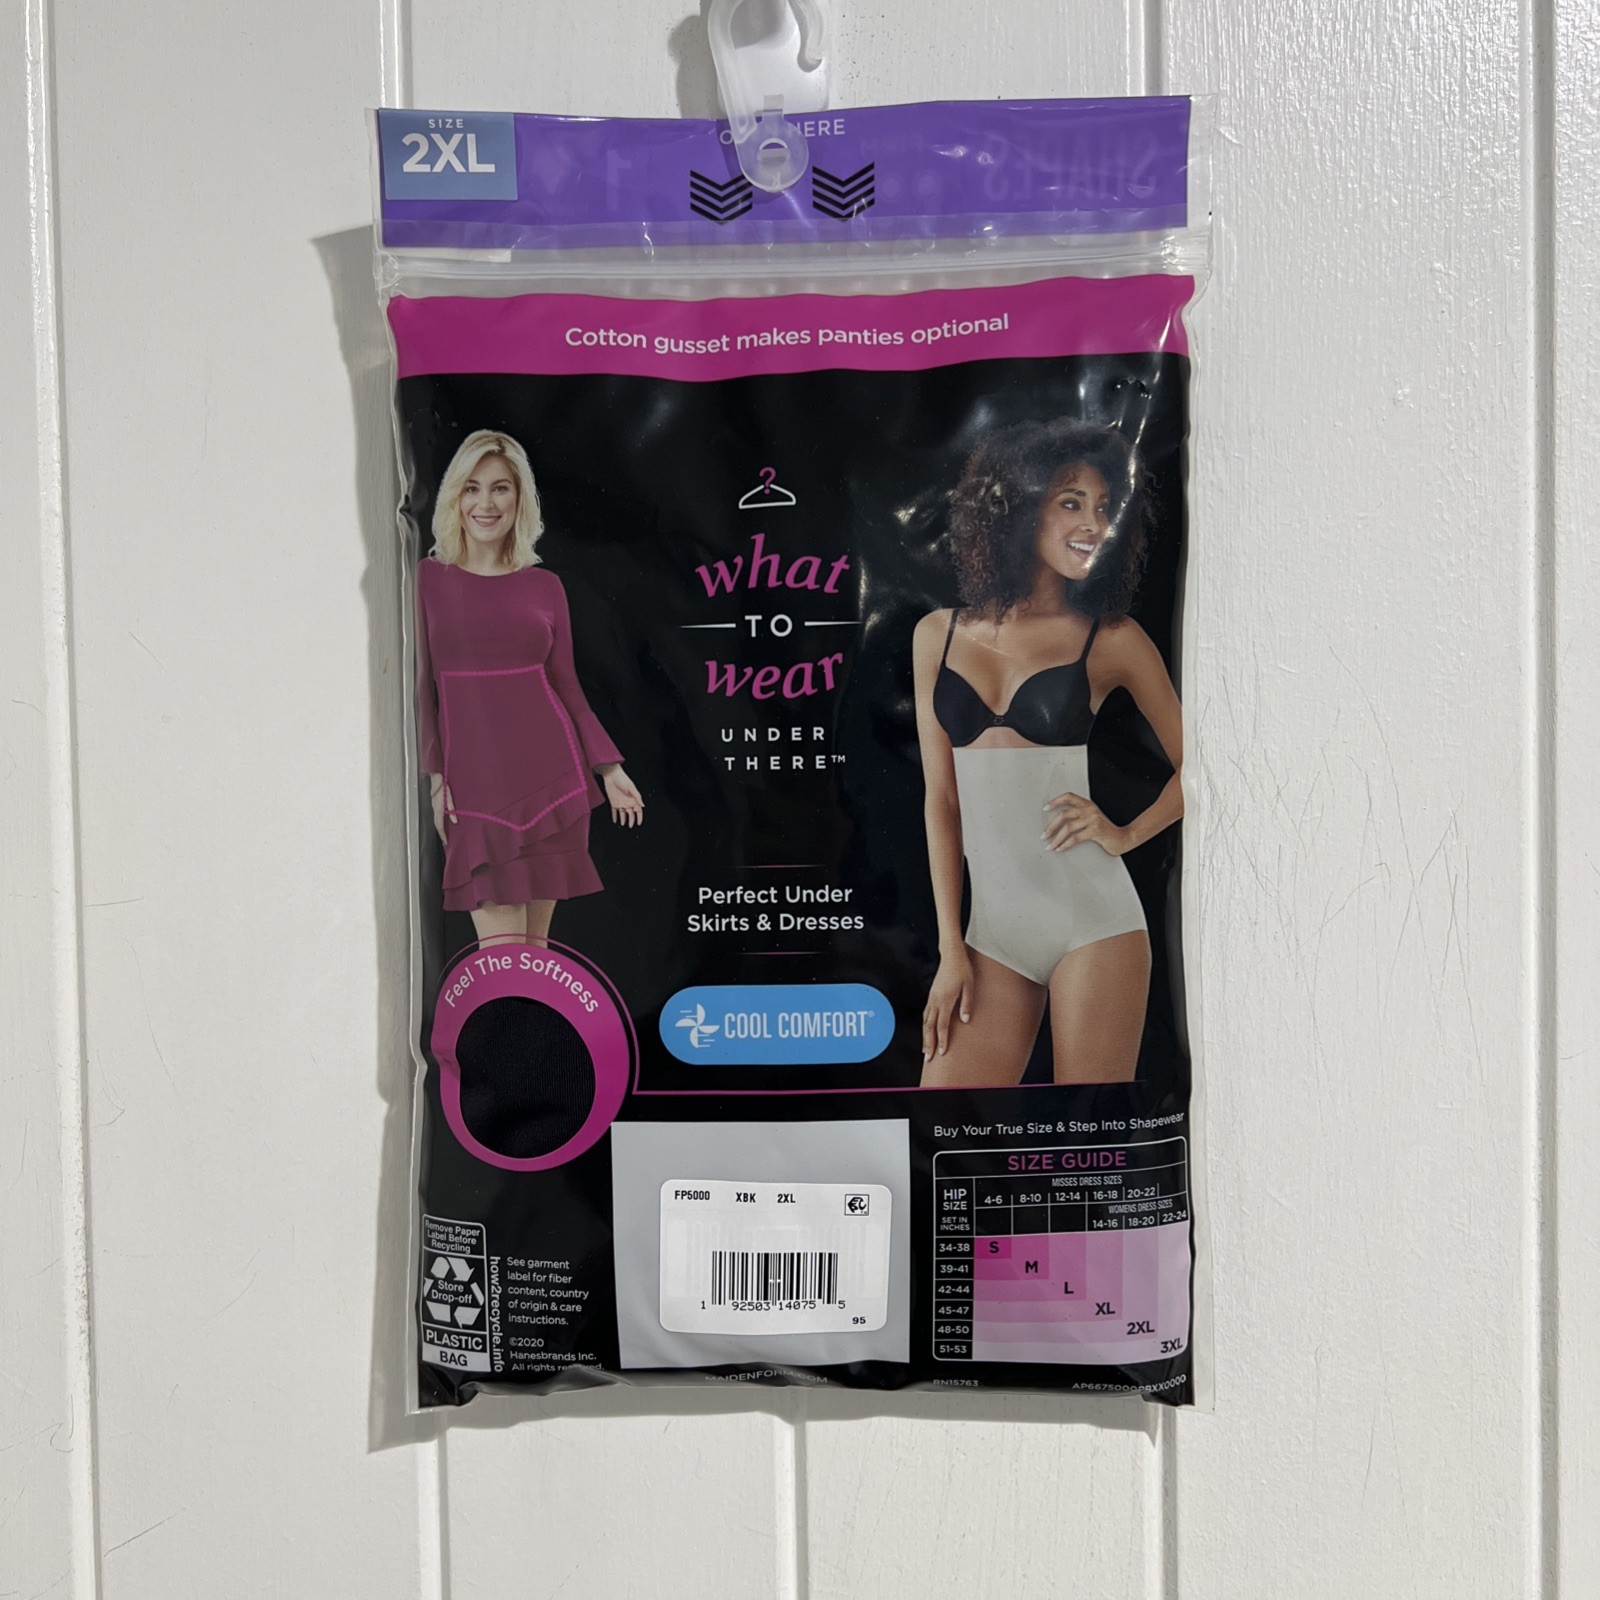 SIZE
2XL
HERE
Cotton gusset makes panties optional
?
what
TO
wear
UNDER
THERE™
Perfect Under
Skirts & Dresses
COOL COMFORT®
Feel The Softness
Buy Your True Size & Step Into Shapewear
SIZE GUIDE
HIP SIZE
SET IN INCHES
MISSES DRESS SIZES
4-6 8-10 12-14 16-18 20-22
WOMENS DRESS SIZES
14-16 18-20 22-24
34-38 S
39-41 M
42-44 L
45-47 XL
48-50 2XL
51-53 3XL
FP5000 XBK 2XL
1 92503 14075 5
95
Remove Paper
Label Before
Recycling
Store
Drop-off
PLASTIC
BAG
how2recycle.info
See garment
label for fiber
content, country
of origin & care
instructions.
©2020
Hanesbrands Inc.
All rights
MAIDENFORM.COM
RN15763